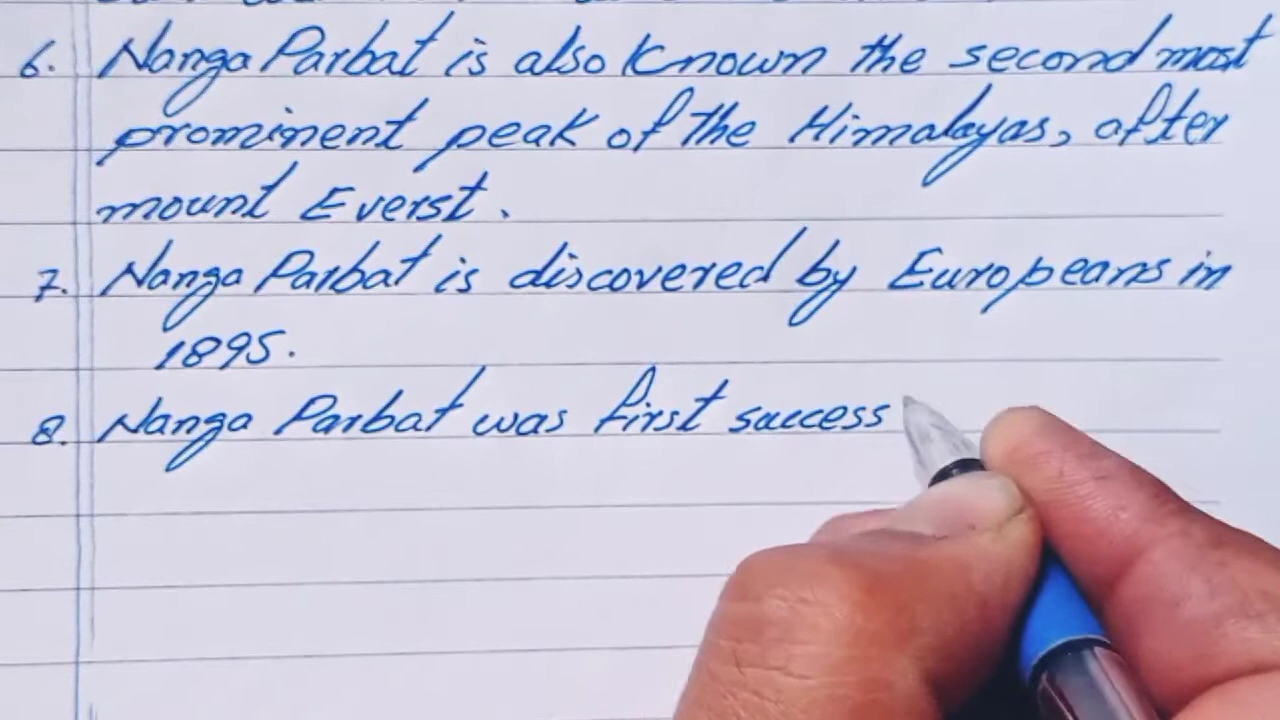 6. Nanga Parbat is also known the second most
prominent peak of the Himalayas, after
mount Everst.
7. Nanga Parbat is discovered by Europeans in
1895.
8. Nanga Parbat was first success